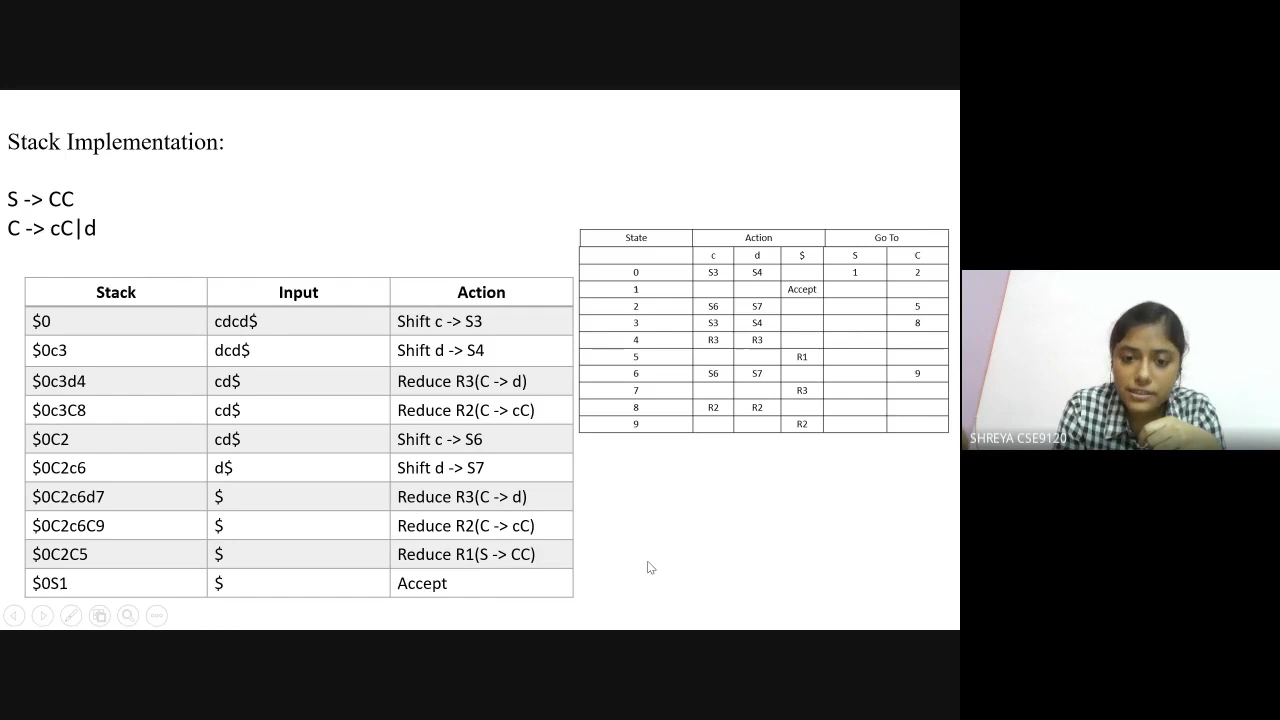 Stack Implementation:
S -> CC
C -> cC|d
Stack Input Action
$0 cdcd$ Shift c -> S3
$0c3 dcd$ Shift d -> S4
$0c3d4 cd$ Reduce R3(C -> d)
$0c3C8 cd$ Reduce R2(C -> cC)
$0C2 cd$ Shift c -> S6
$0C2c6 d$ Shift d -> S7
$0C2c6d7 $ Reduce R3(C -> d)
$0C2c6C9 $ Reduce R2(C -> cC)
$0C2C5 $ Reduce R1(S -> CC)
$0S1 $ Accept
State Action Go To
c d $ S C
0 S3 S4 1 2
1 Accept
2 S6 S7 5
3 S3 S4 8
4 R3 R3
5 R1
6 S6 S7 9
7 R3
8 R2 R2
9 R2
SHREYA CSE9120